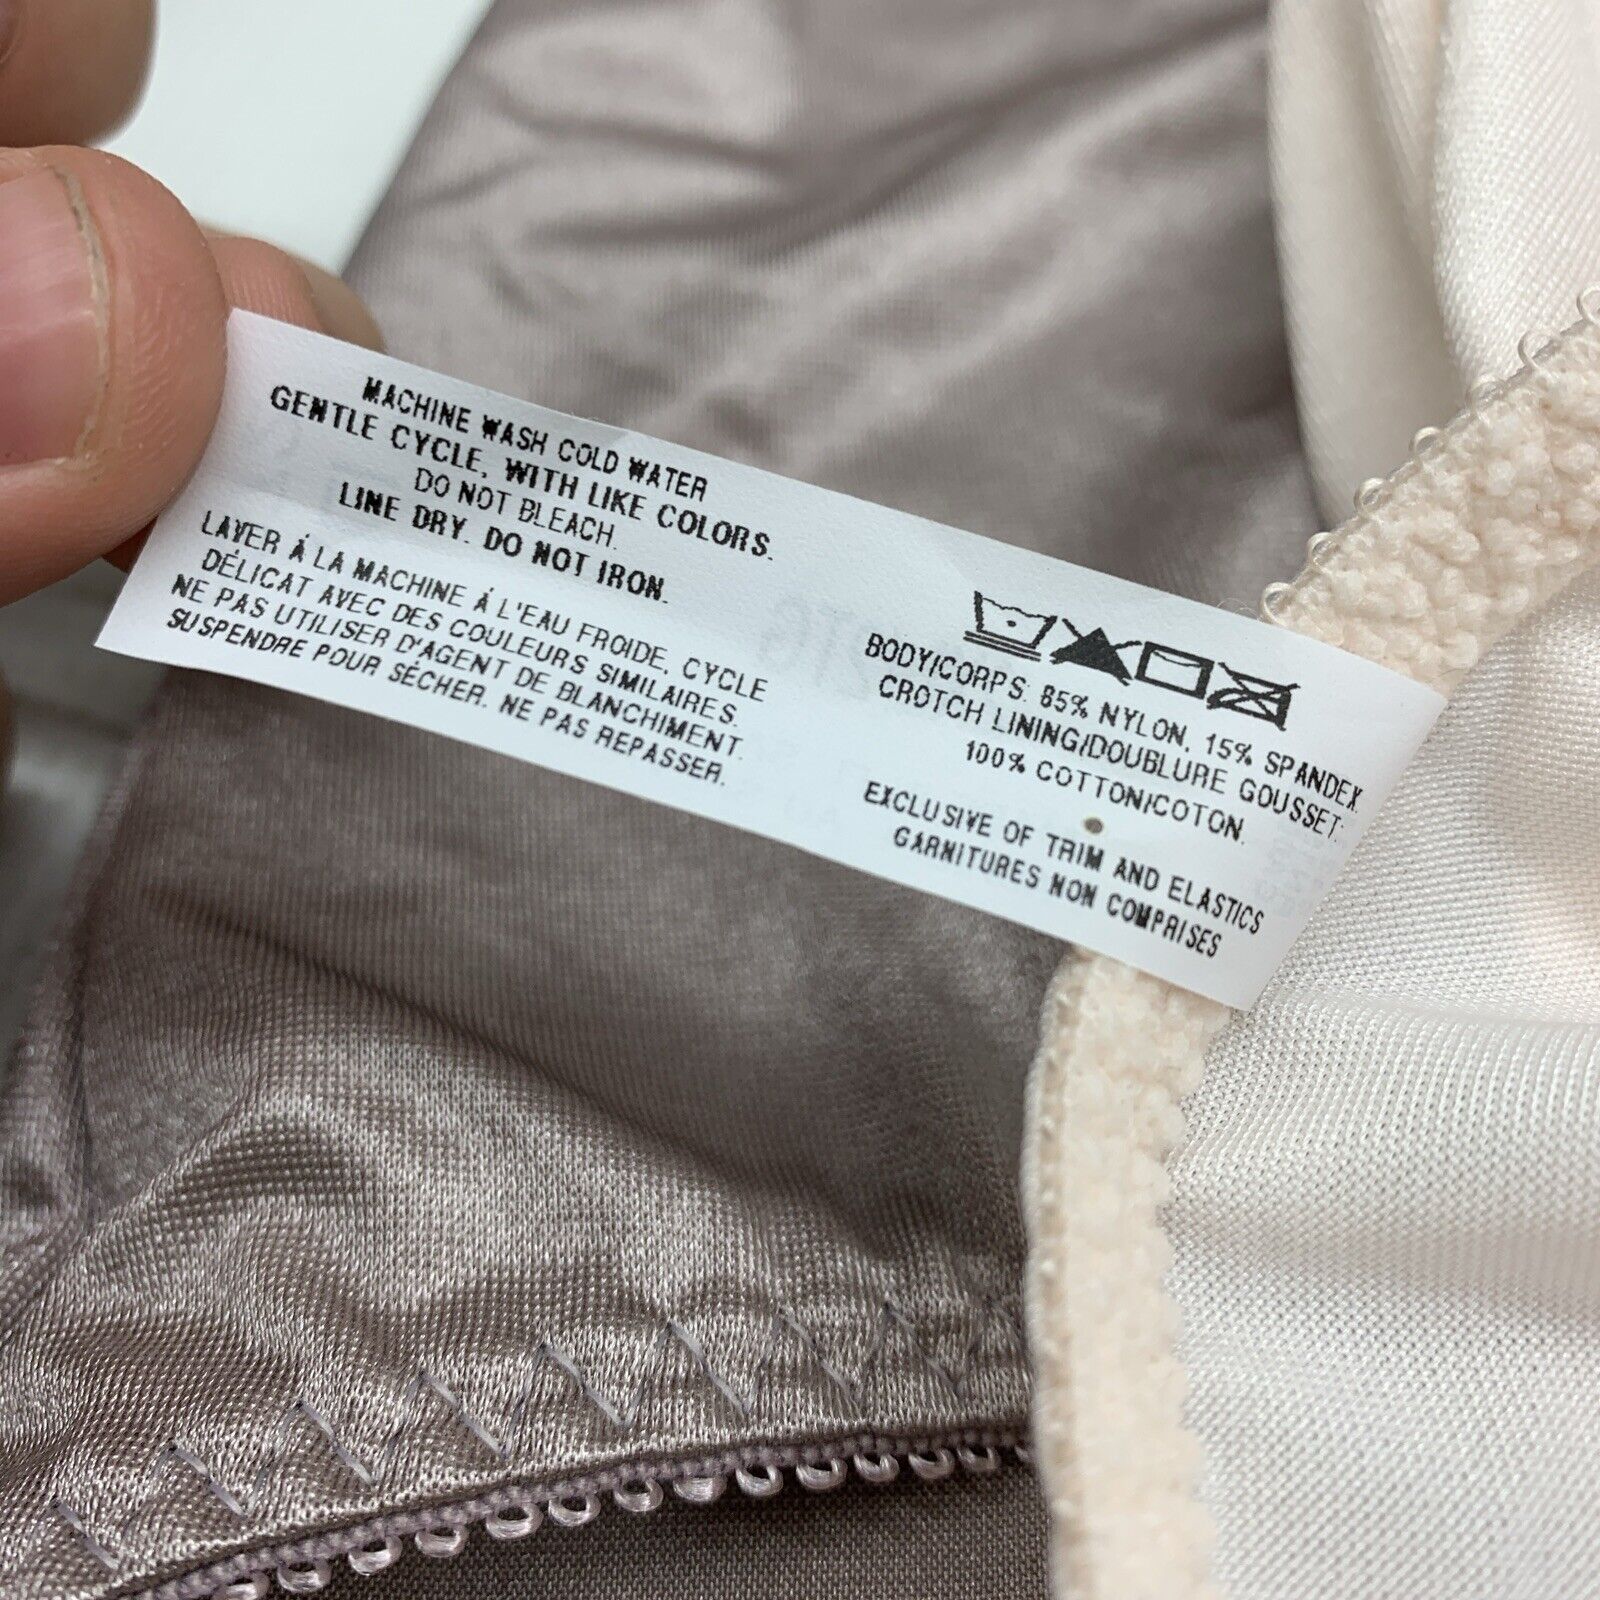 MACHINE WASH COLD WATER
GENTLE CYCLE, WITH LIKE COLORS.
DO NOT BLEACH.
LINE DRY. DO NOT IRON.
LAVER Á LA MACHINE Á L'EAU FROIDE, CYCLE
DÉLICAT AVEC DES COULEURS SIMILAIRES.
NE PAS UTILISER D'AGENT DE BLANCHIMENT.
SUSPENDRE POUR SÉCHER. NE PAS REPASSER.
BODY/CORPS: 85% NYLON, 15% SPANDEX
CROTCH LINING/DOUBLURE GOUSSET:
100% COTTON/COTON.
EXCLUSIVE OF TRIM AND ELASTICS
GARNITURES NON COMPRISES